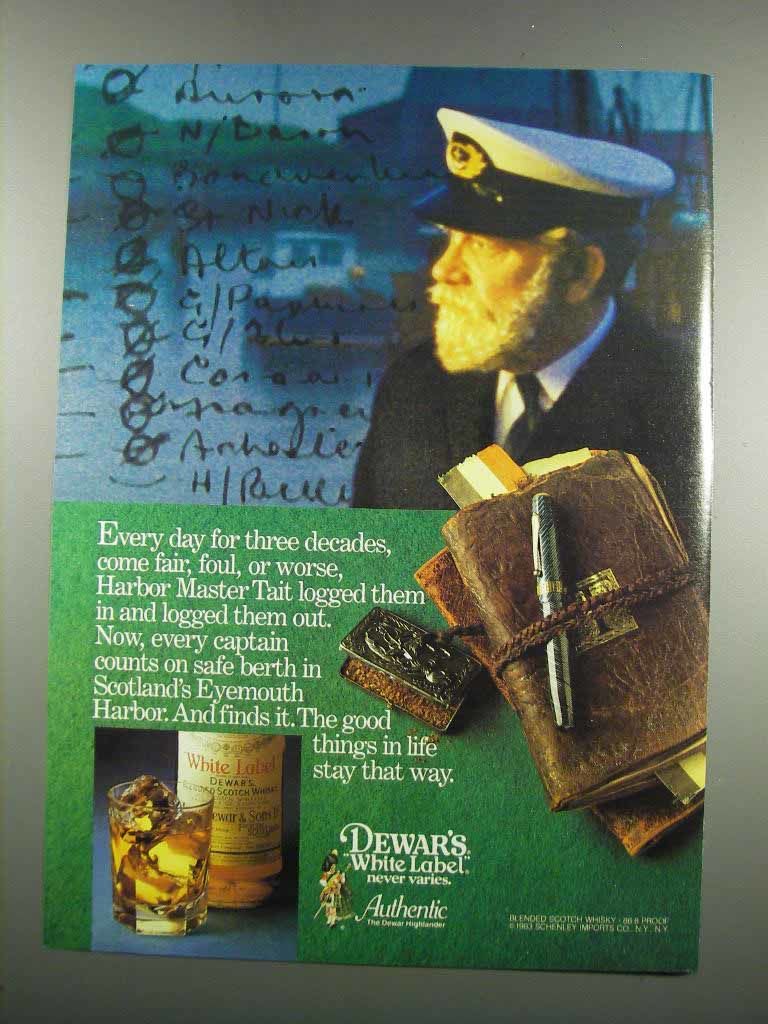 Aurora
St Nick
Altair
Every day for three decades,
come fair, foul, or worse,
Harbor Master Tait logged them
in and logged them out.
Now, every captain
counts on safe berth in
Scotland's Eyemouth
Harbor. And finds it. The good
things in life
stay that way.
White Label
DEWAR'S
BLENDED SCOTCH WHISKY
Dewar & Sons
DEWAR'S®
"White Label"®
never varies.
Authentic
The Dewar Highlander
BLENDED SCOTCH WHISKY · 86.8 PROOF
© 1983 SCHENLEY IMPORTS CO., N.Y., N.Y.